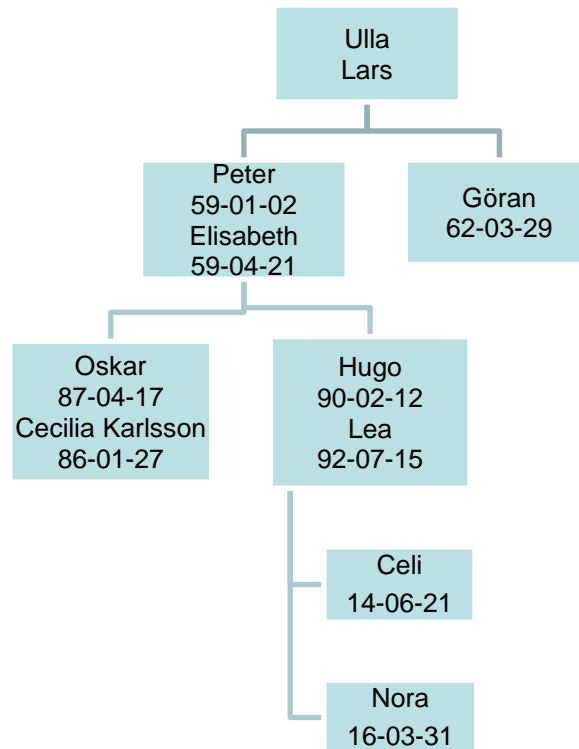 Ulla
Lars
Peter
59-01-02
Elisabeth
59-04-21
Göran
62-03-29
Oskar
87-04-17
Cecilia Karlsson
86-01-27
Hugo
90-02-12
Lea
92-07-15
Celi
14-06-21
Nora
16-03-31